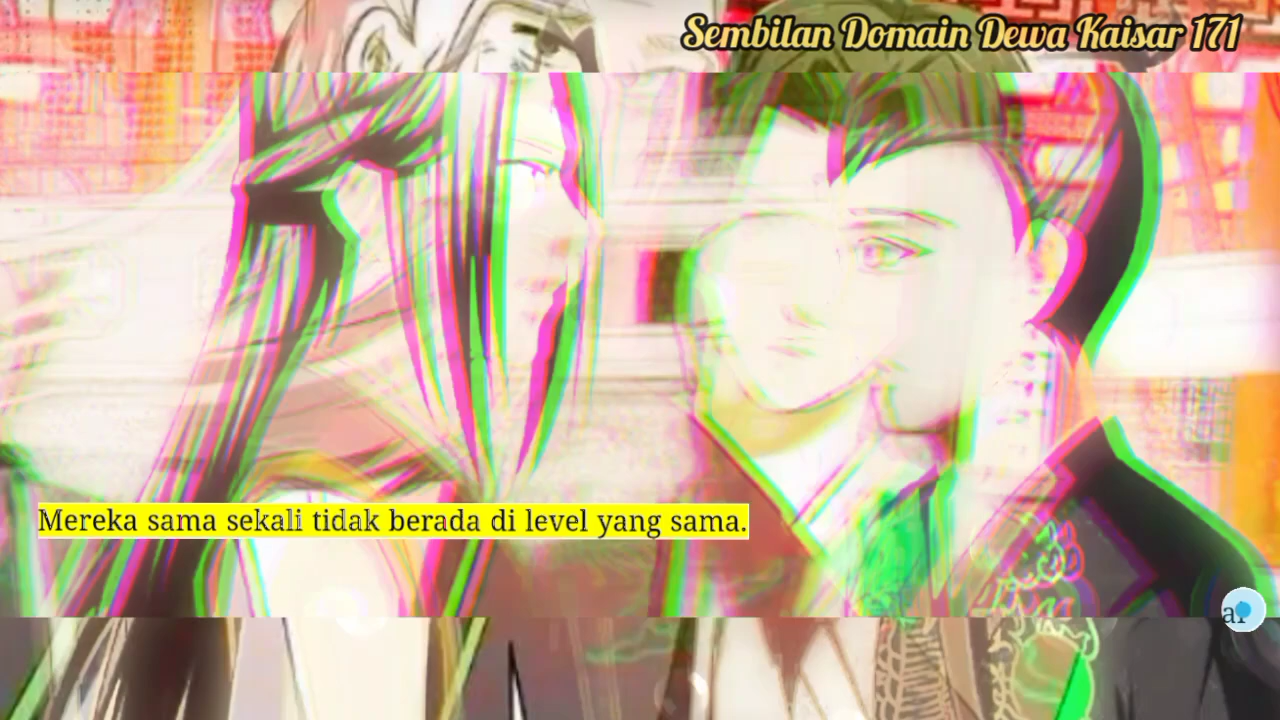 Sembilan Domain Dewa Kaisar 171
Mereka sama sekali tidak berada di level yang sama.